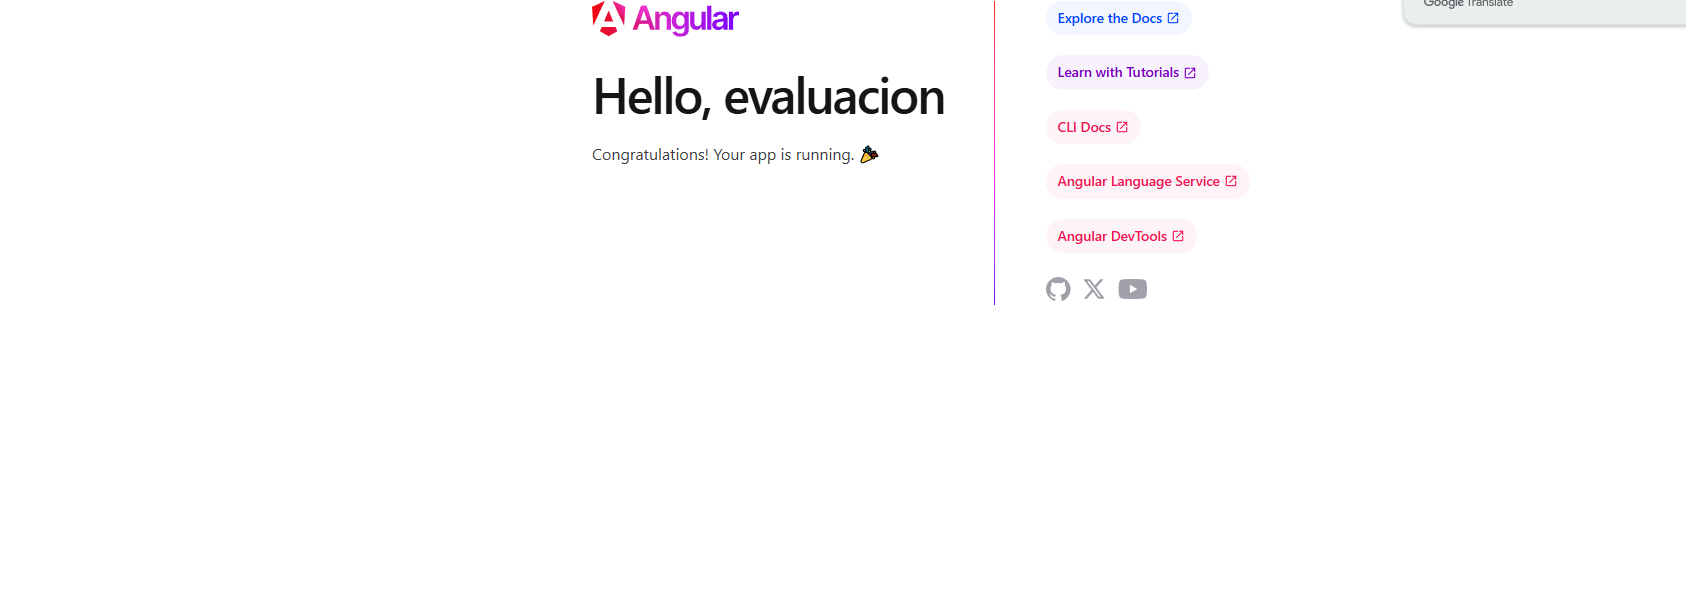 Angular
Hello, evaluacion
Congratulations! Your app is running. 🎉
Explore the Docs
Learn with Tutorials
CLI Docs
Angular Language Service
Angular DevTools
Google Translate